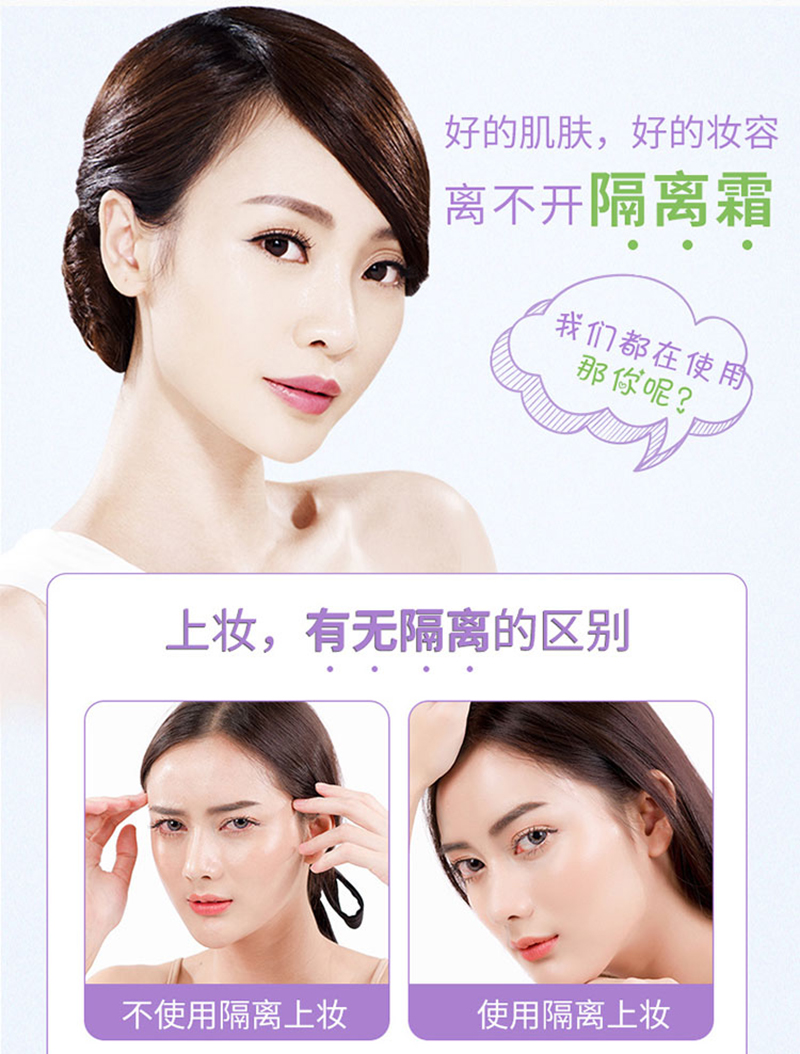 好的肌肤，好的妆容
离不开隔离霜
我们都在使用
那你呢？
上妆，有无隔离的区别
不使用隔离上妆
使用隔离上妆